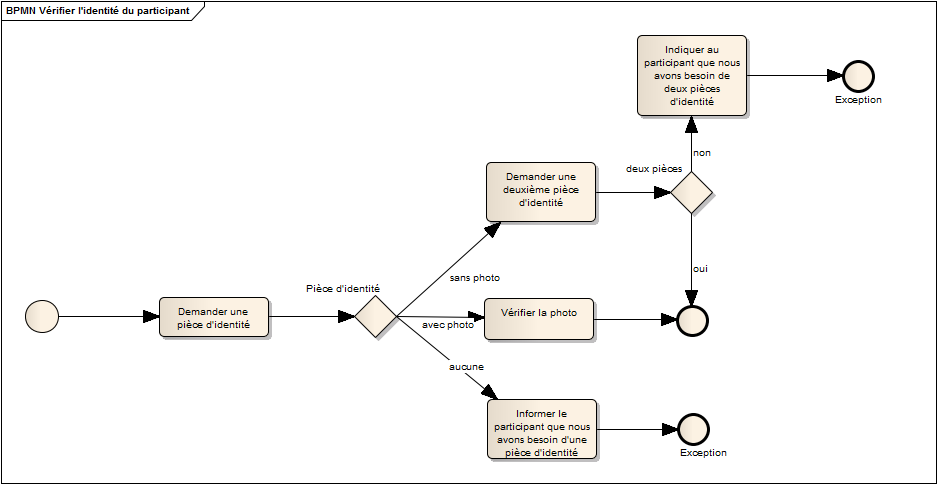 BPMN Vérifier l'identité du participant
Indiquer au
participant que nous
avons besoin de
deux pièces
d'identité
Exception
non
deux pièces
Demander une
deuxième pièce
d'identité
oui
sans photo
Pièce d'identité
Demander une
pièce d'identité
avec photo
Vérifier la photo
aucune
Informer le
participant que nous
avons besoin d'une
pièce d'identité
Exception